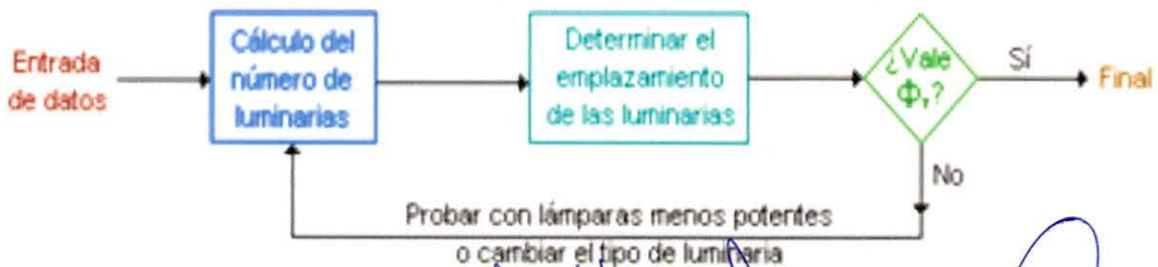 Entrada
de datos
Cálculo del
número de
luminarias
Determinar el
emplazamiento
de las luminarias
¿Vale
Φ,?
Sí
Final
No
Probar con lámparas menos potentes
o cambiar el tipo de luminaria